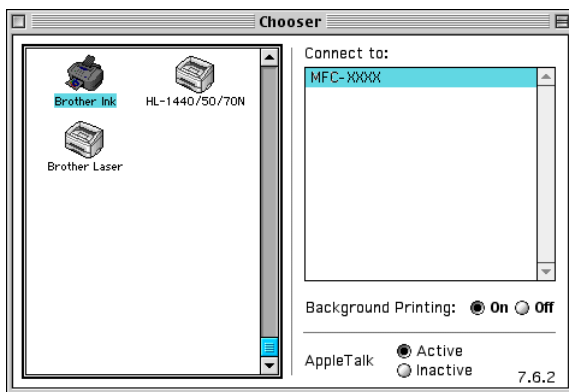 Chooser
Brother Ink
HL-1440/50/70N
Brother Laser
Connect to:
MFC-XXXX
Background Printing: On Off
AppleTalk
Active
Inactive
7.6.2